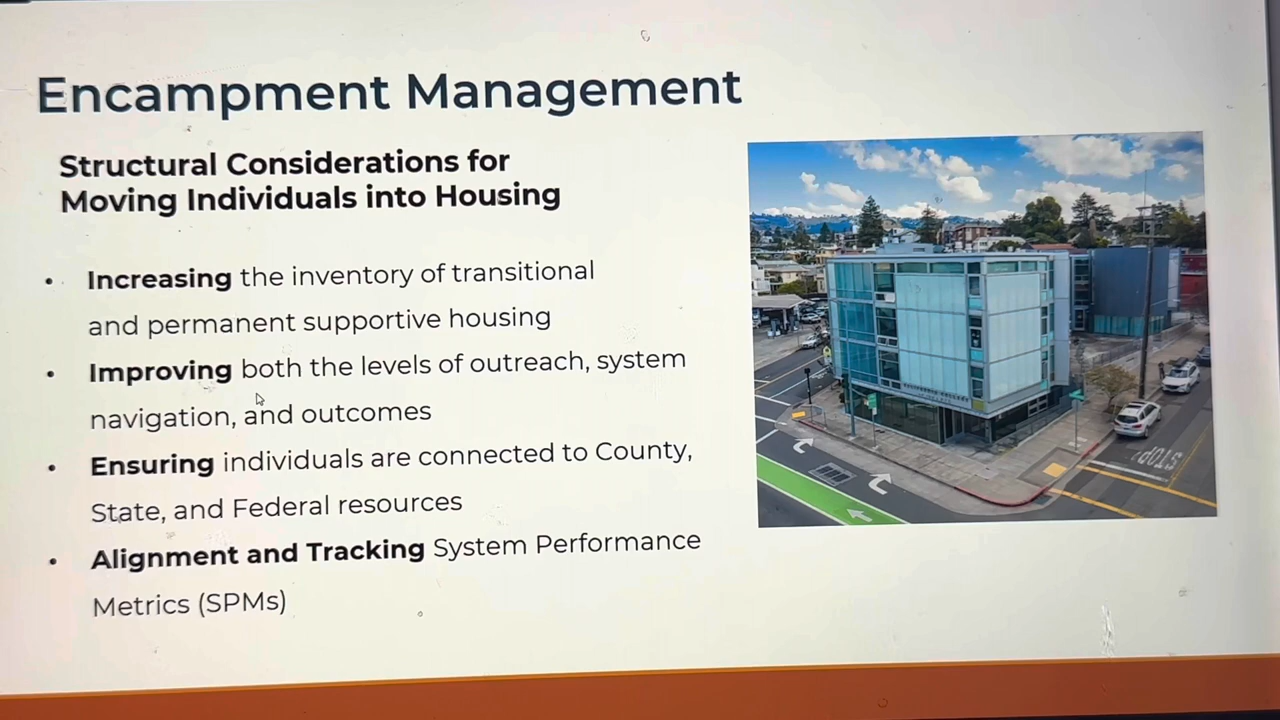 Encampment Management
Structural Considerations for
Moving Individuals into Housing
• Increasing the inventory of transitional
and permanent supportive housing
• Improving both the levels of outreach, system
navigation, and outcomes
• Ensuring individuals are connected to County,
State, and Federal resources
• Alignment and Tracking System Performance
Metrics (SPMs)
STOP